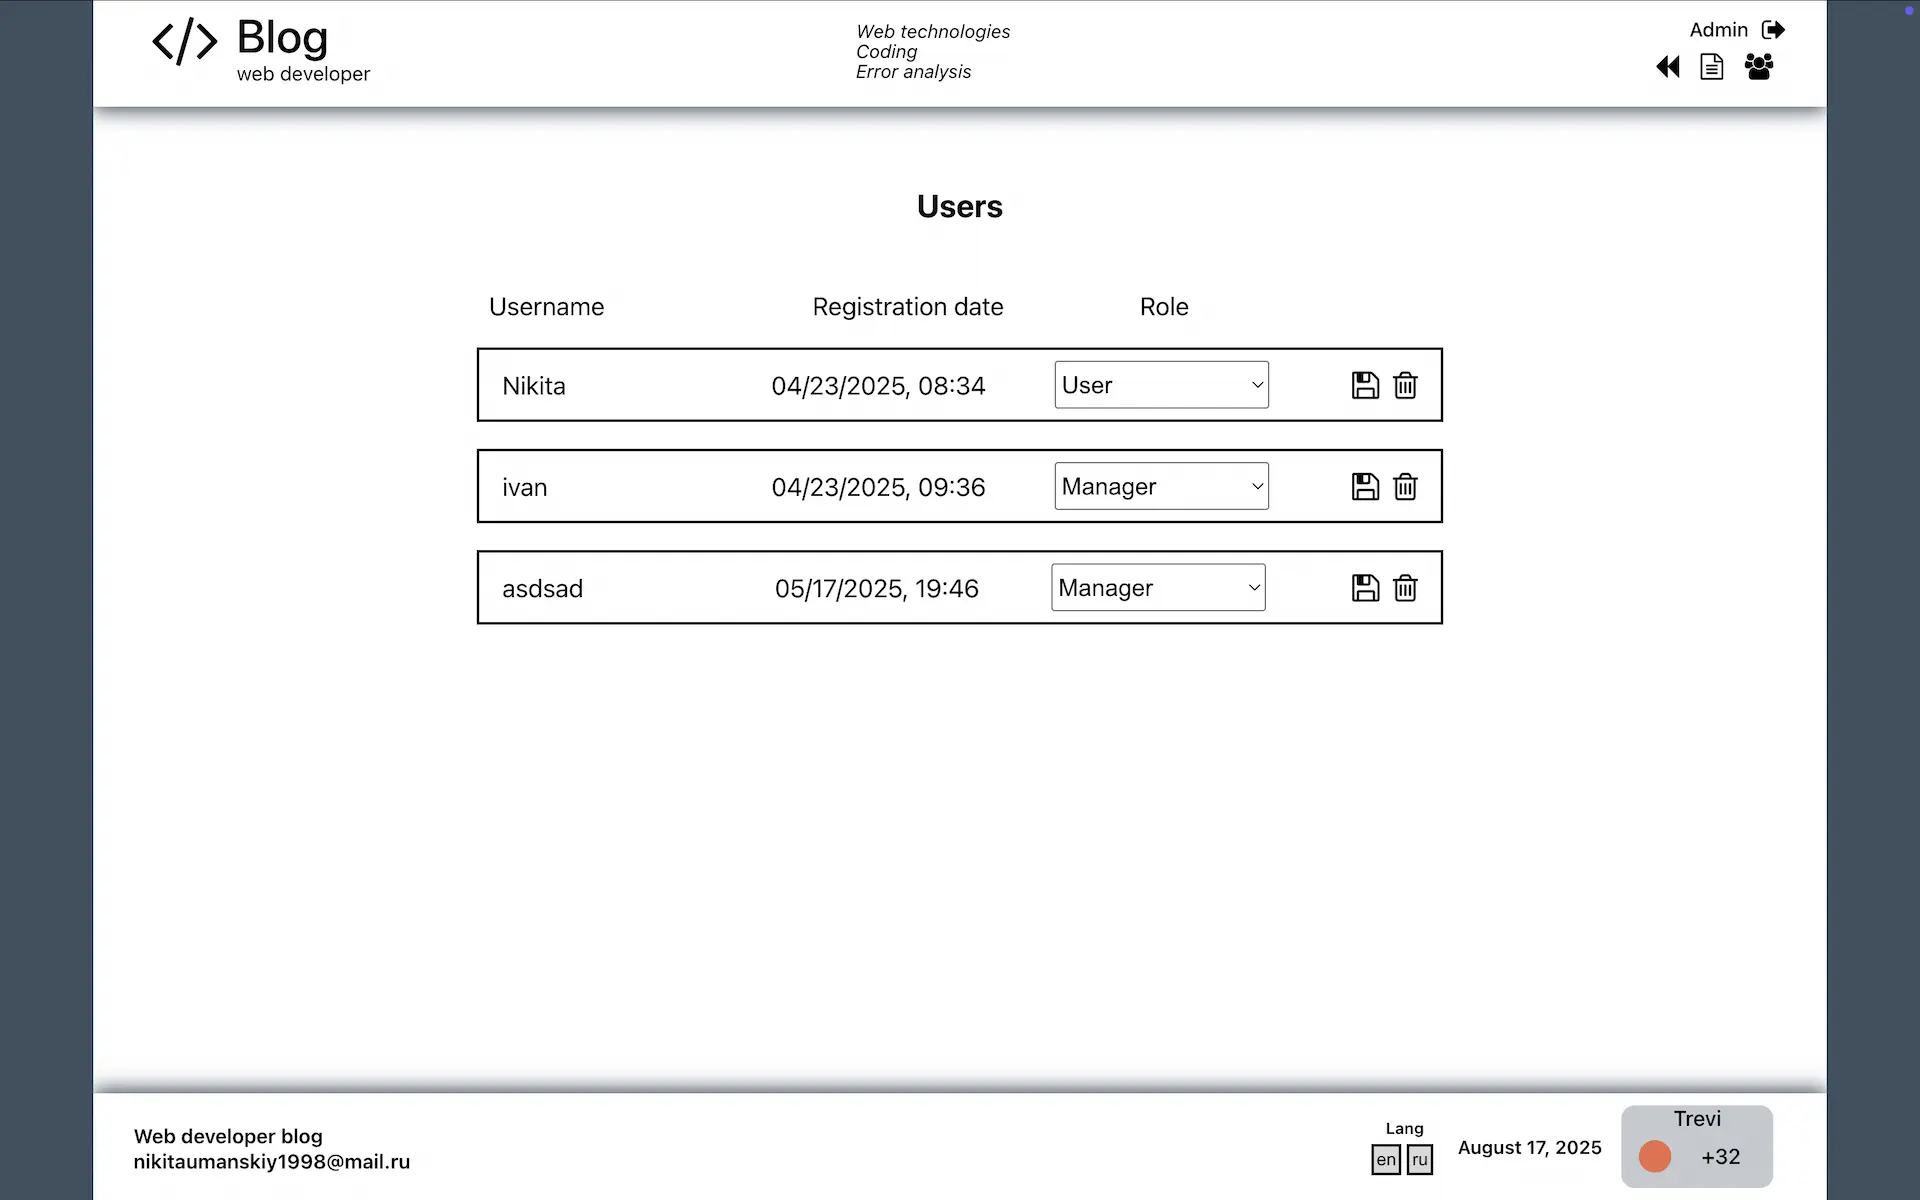 Blog
web developer
Web technologies
Coding
Error analysis
Admin
Users
Username Registration date Role
Nikita 04/23/2025, 08:34 User
ivan 04/23/2025, 09:36 Manager
asdsad 05/17/2025, 19:46 Manager
Web developer blog
nikitaumanskiy1998@mail.ru
Lang
en ru
August 17, 2025
Trevi
+32